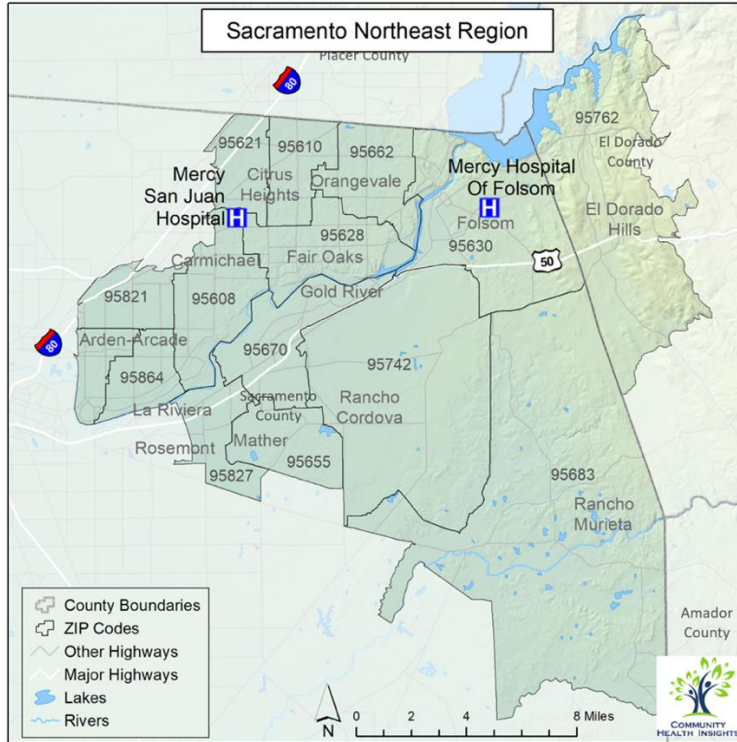 Sacramento Northeast Region
Placer County
80
95762
95621
95610
95662
El Dorado
County
Mercy
San Juan
Hospital
H
Citrus
Heights
Orangevale
Mercy Hospital
Of Folsom
H
Folsom
El Dorado
Hills
95628
Fair Oaks
95630
50
Carmichael
Gold River
95821
95608
80
Arden-Arcade
95670
95742
95864
La Riviera
Sacramento
County
Rancho
Cordova
Rosemont
Mather
95827
95655
95683
Rancho
Murieta
Amador
County
County Boundaries
ZIP Codes
Other Highways
Major Highways
Lakes
Rivers
N
0 2 4 8 Miles
COMMUNITY
HEALTH INSIGHTS